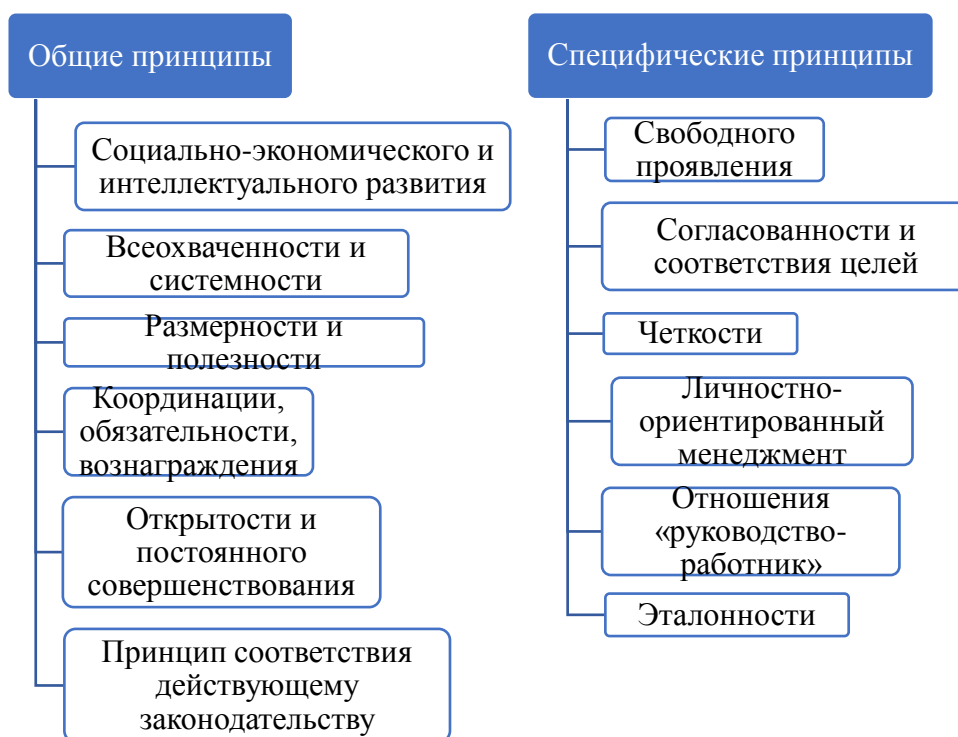 Общие принципы
Социально-экономического и
интеллектуального развития
Всеохваченности и
системности
Размерности и
полезности
Координации,
обязательности,
вознаграждения
Открытости и
постоянного
совершенствования
Принцип соответствия
действующему
законодательству
Специфические принципы
Свободного
проявления
Согласованности и
соответствия целей
Четкости
Личностно-
ориентированный
менеджмент
Отношения
«руководство-
работник»
Эталонности